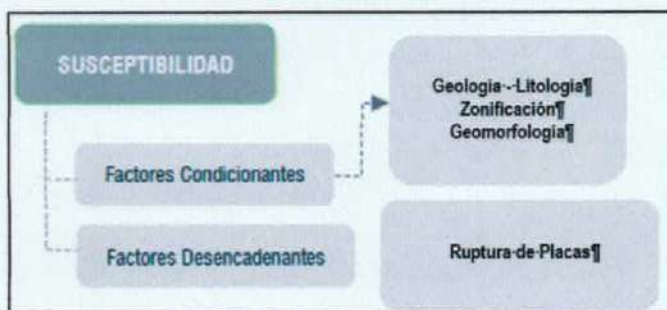 SUSCEPTIBILIDAD
Factores Condicionantes
Geologia·-·Litologia¶
Zonificación¶
Geomorfologia¶
Factores Desencadenantes
Ruptura·de·Placas¶